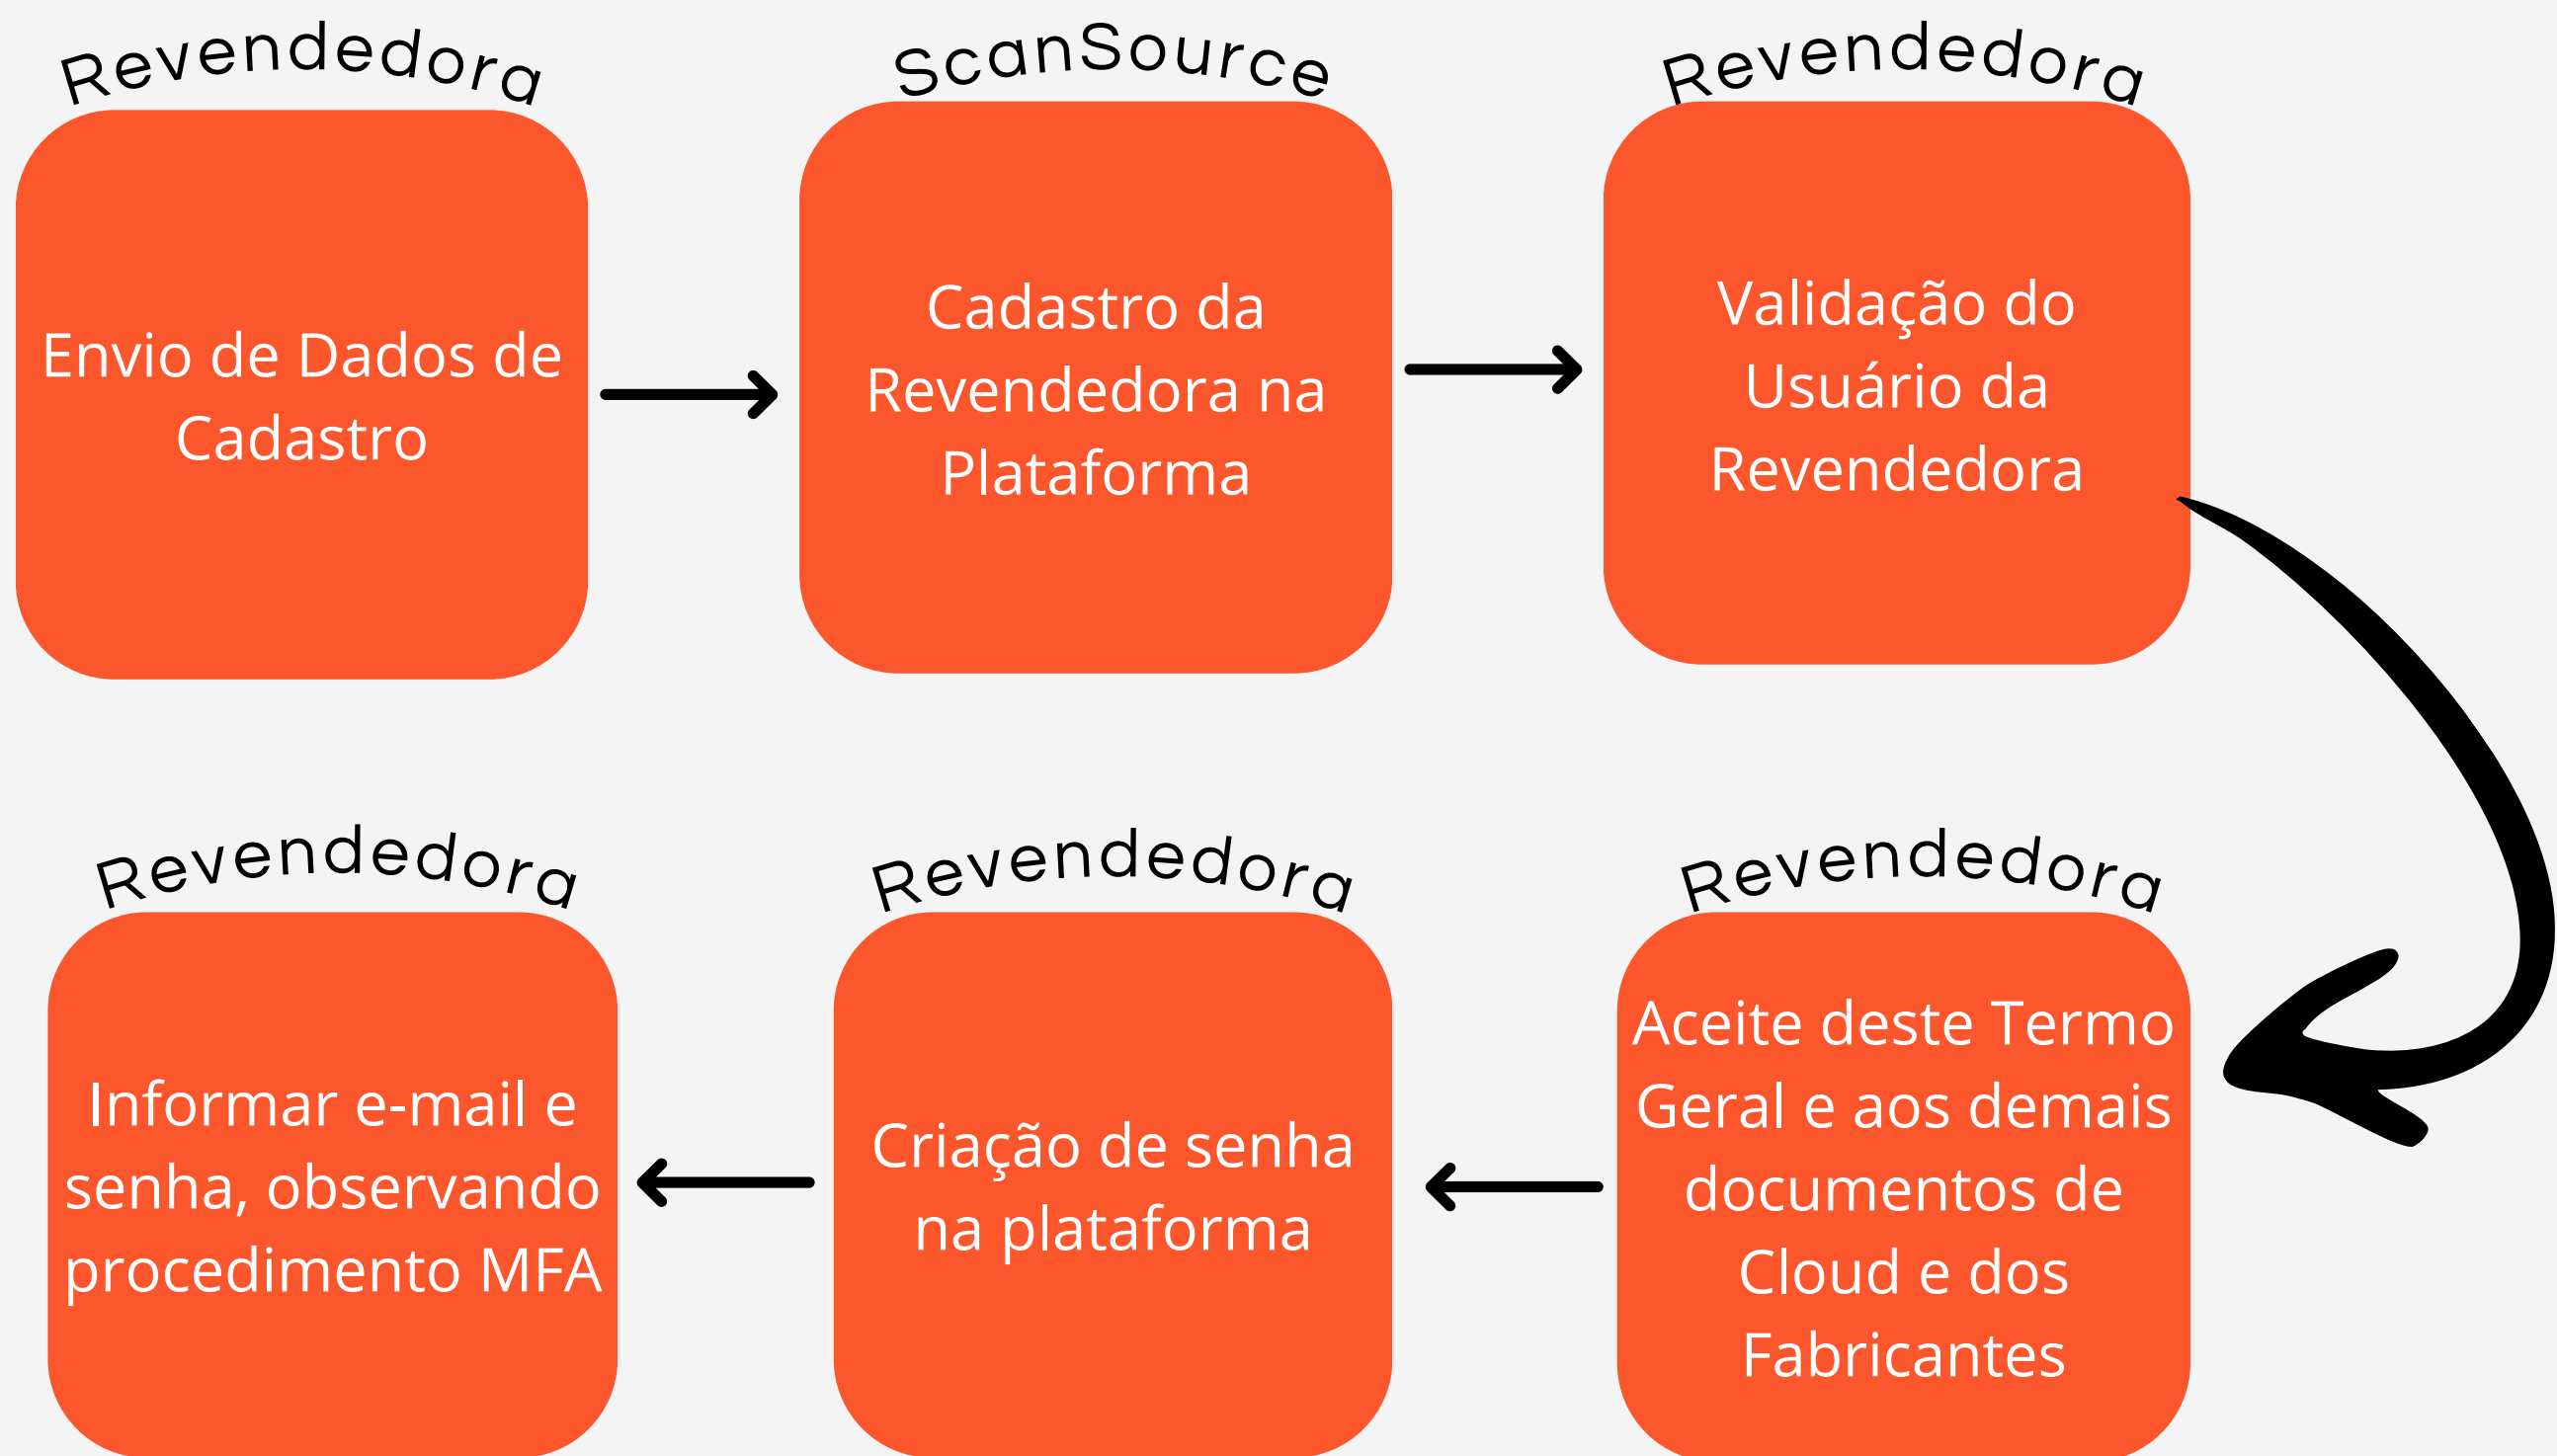 Revendedora
Envio de Dados de
Cadastro
ScanSource
Cadastro da
Revendedora na
Plataforma
Revendedora
Validação do
Usuário da
Revendedora
Revendedora
Aceite deste Termo
Geral e aos demais
documentos de
Cloud e dos
Fabricantes
Revendedora
Criação de senha
na plataforma
Revendedora
Informar e-mail e
senha, observando
procedimento MFA